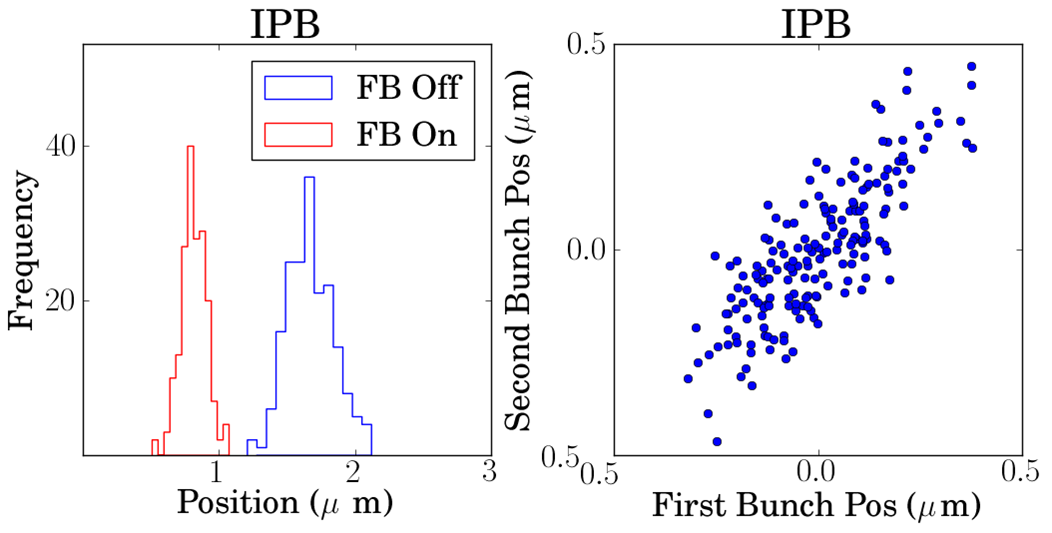 IPB
FB Off
FB On
40
20
Frequency
1
2
3
Position (μ m)
IPB
0.5
0.0
0.5
Second Bunch Pos (μm)
0.5
0.0
0.5
First Bunch Pos (μm)